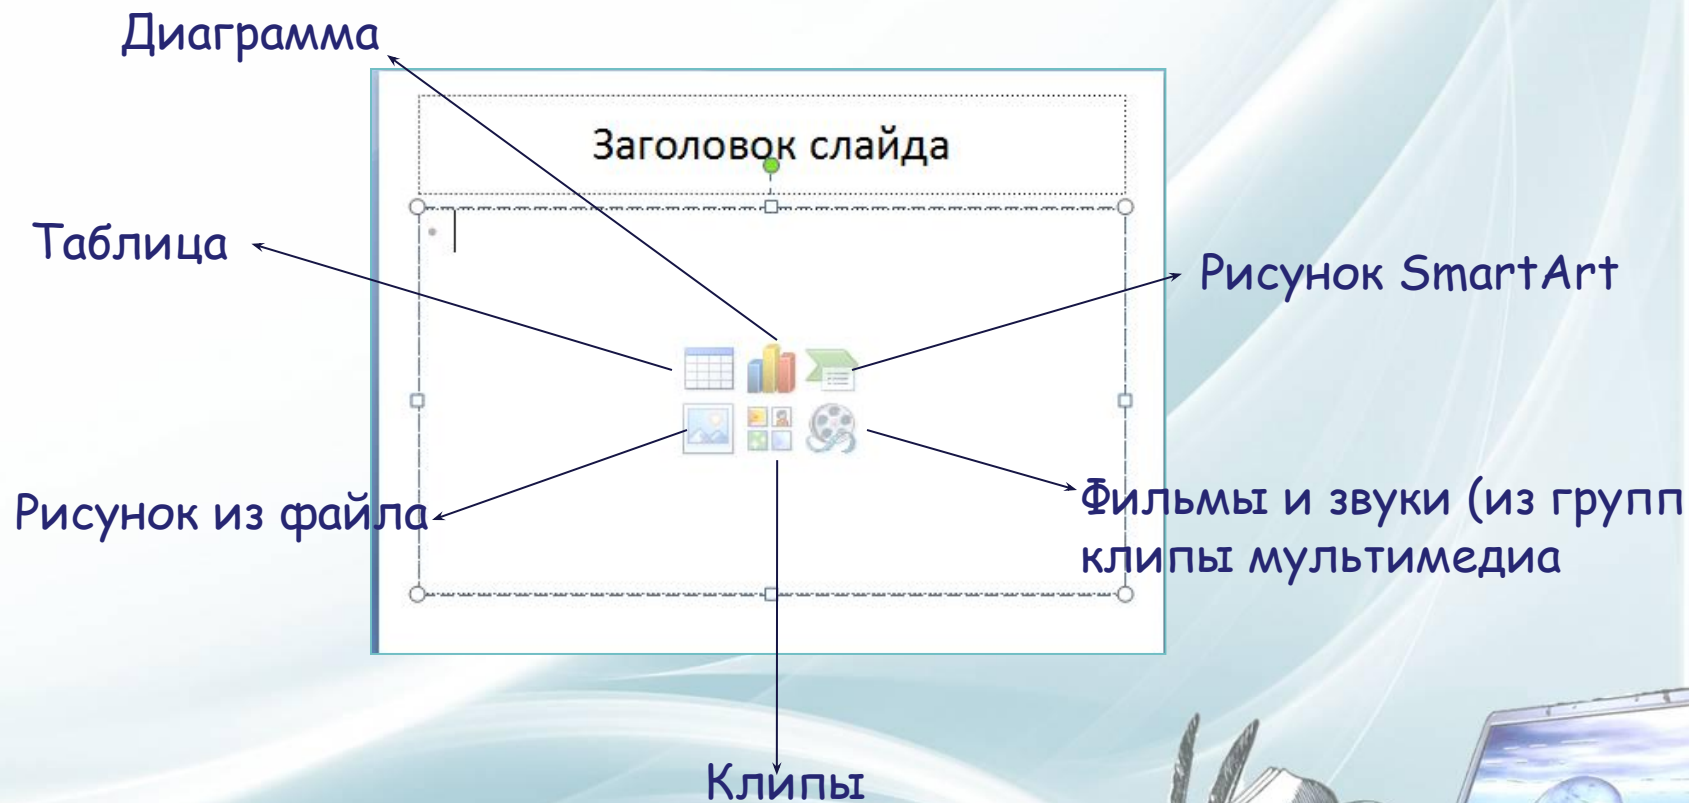 Диаграмма
Заголовок слайда
Таблица
Рисунок SmartArt
Рисунок из файла
Фильмы и звуки (из групп
клипы мультимедиа
Клипы